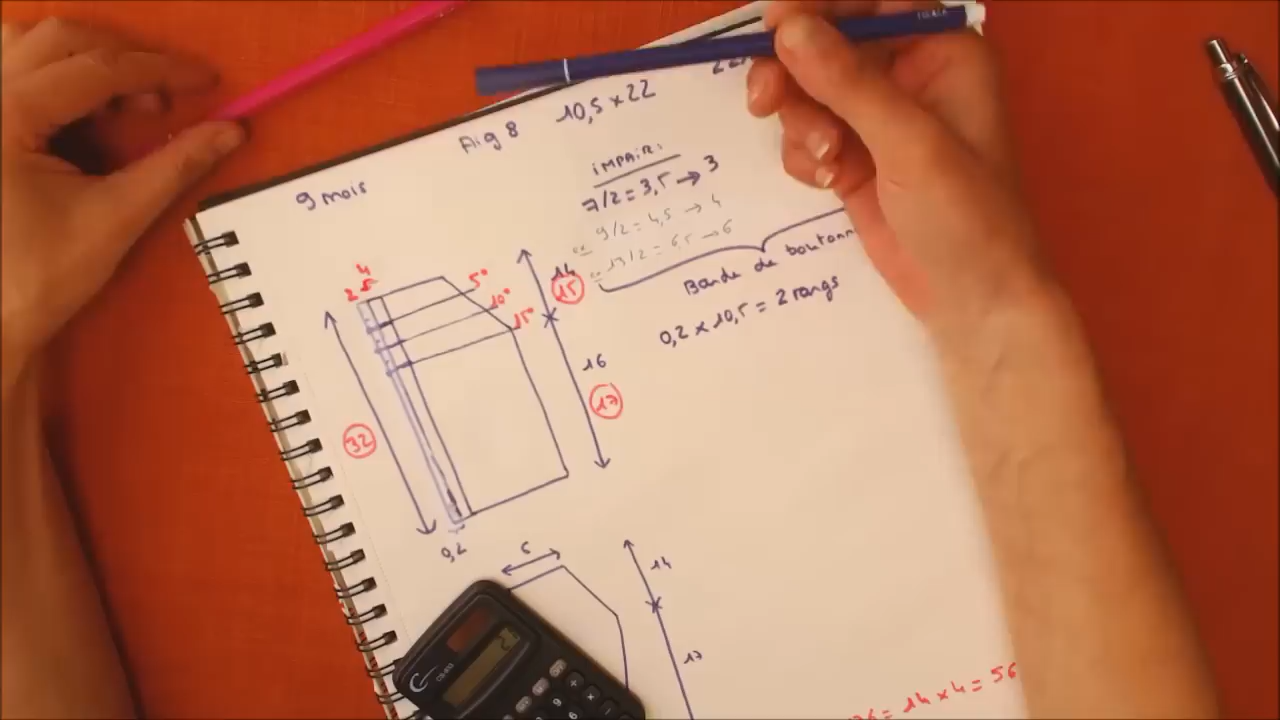 9 mois
Aig 8
10,5 x 22
iMPAiR:
7/2 = 3,5 → 3
ex 9/2 = 4,5 → 4
ex 13/2 = 6,5 → 6
Bande de boutonn
0,2 x 10,5 = 2 rangs
4
2
5°
10°
15°
14
15
16
17
32
0,2
6
14
17
= 14 x 4 = 56